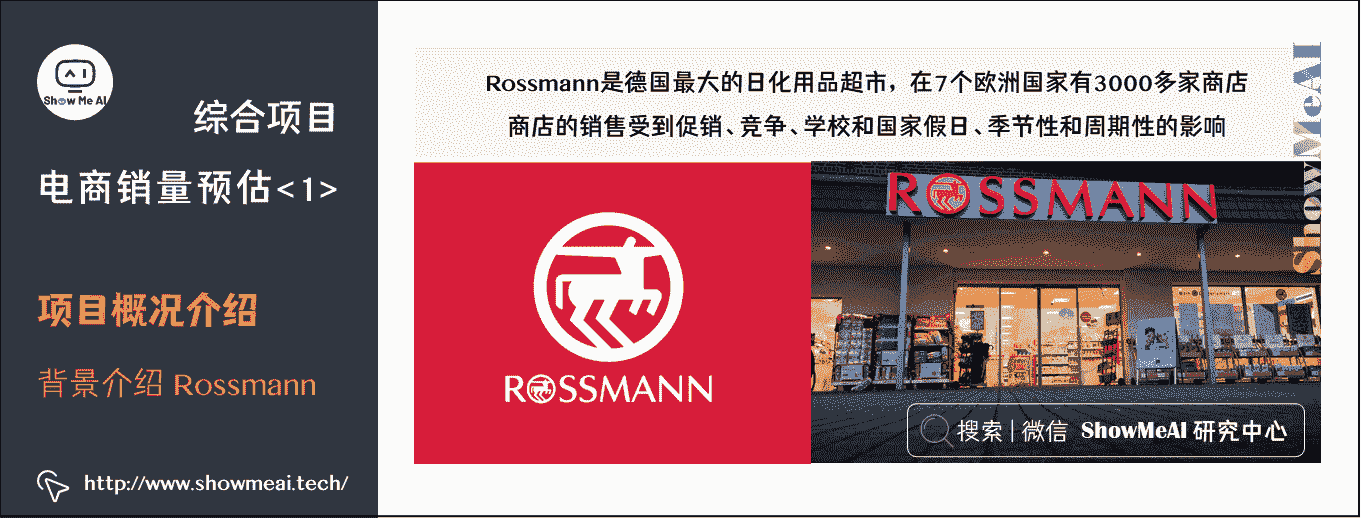 Show Me AI
综合项目
电商销量预估<1>
项目概况介绍
背景介绍 Rossmann
http://www.showmeai.tech/
Rossmann是德国最大的日化用品超市，在7个欧洲国家有3000多家商店
商店的销售受到促销、竞争、学校和国家假日、季节性和周期性的影响
ROSSMANN
ROSSMANN
搜索 | 微信 ShowMeAI 研究中心
ShowMeAI